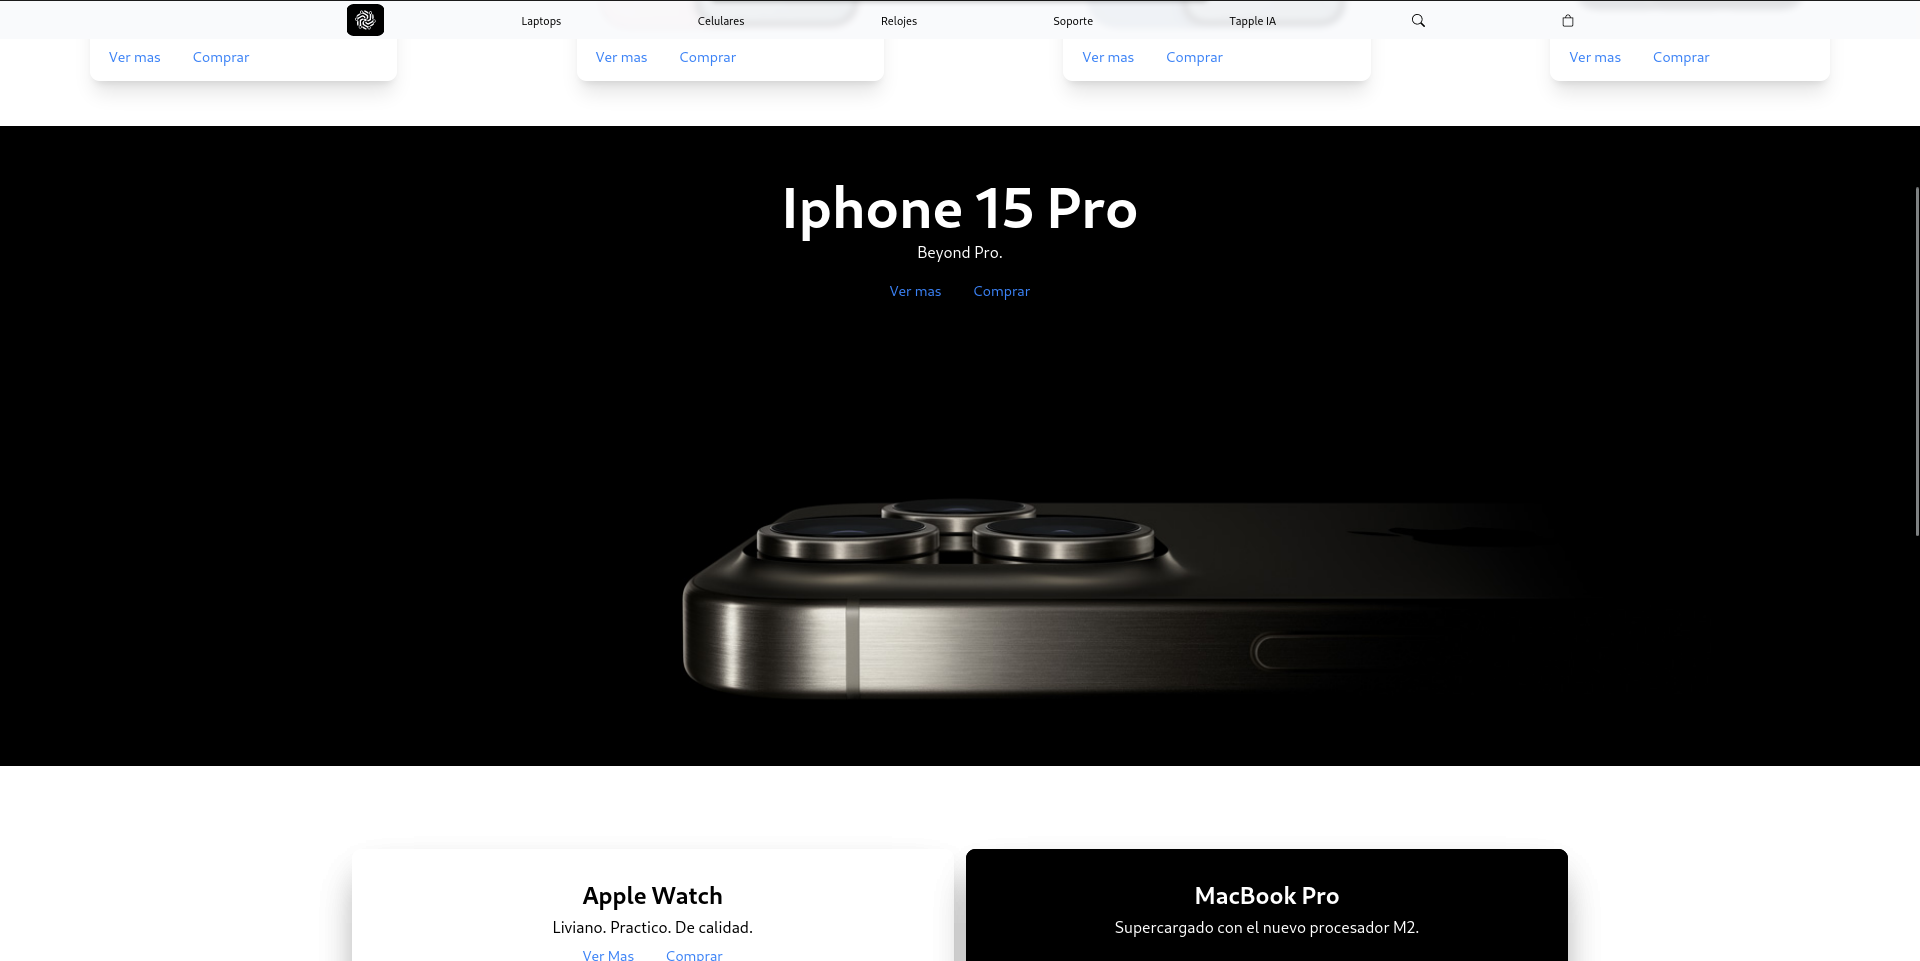 Laptops Celulares Relojes Soporte Tapple IA
Ver mas Comprar Ver mas Comprar Ver mas Comprar Ver mas Comprar
Iphone 15 Pro
Beyond Pro.
Ver mas Comprar
Apple Watch
Liviano. Practico. De calidad.
Ver Mas Comprar
MacBook Pro
Supercargado con el nuevo procesador M2.